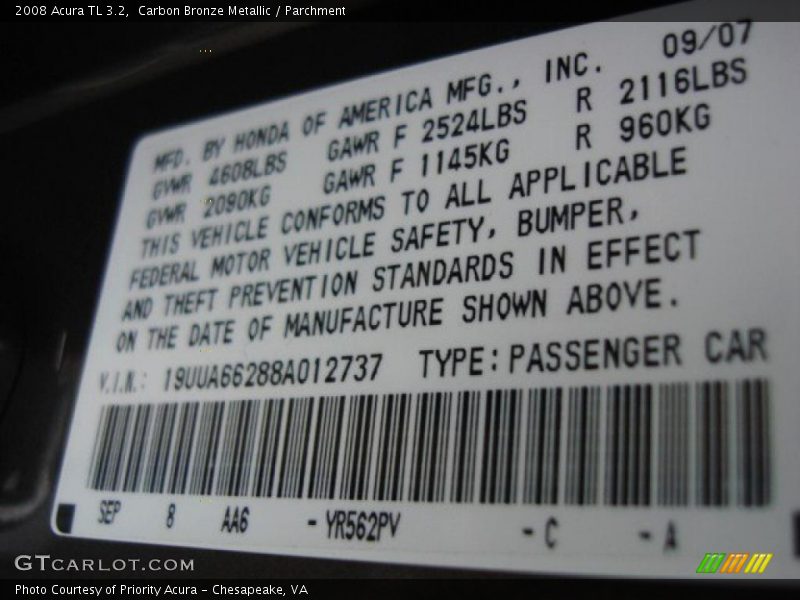 2008 Acura TL 3.2,  Carbon Bronze Metallic / Parchment
09/07
MFD. BY HONDA OF AMERICA MFG., INC.
GVWR 4608LBS GAWR F 2524LBS R 2116LBS
GVWR 2090KG GAWR F 1145KG R 960KG
THIS VEHICLE CONFORMS TO ALL APPLICABLE
FEDERAL MOTOR VEHICLE SAFETY, BUMPER,
AND THEFT PREVENTION STANDARDS IN EFFECT
ON THE DATE OF MANUFACTURE SHOWN ABOVE.
V.I.N.: 19UUA66288A012737 TYPE: PASSENGER CAR
SEP 8 AA6 - YR562PV - C - A
GTCARLOT.COM
Photo Courtesy of Priority Acura - Chesapeake, VA